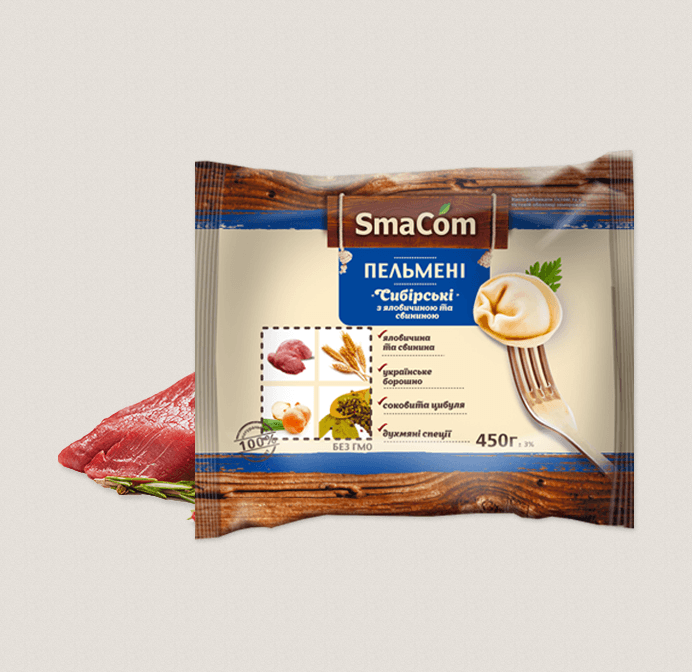 SmaCom
ПЕЛЬМЕНІ
Сибірські
з яловичиною та
свининою
яловичина
та свинина
українське
борошно
соковита цибуля
духмяні спеції
100%
БЕЗ ГМО
450г ± 3%